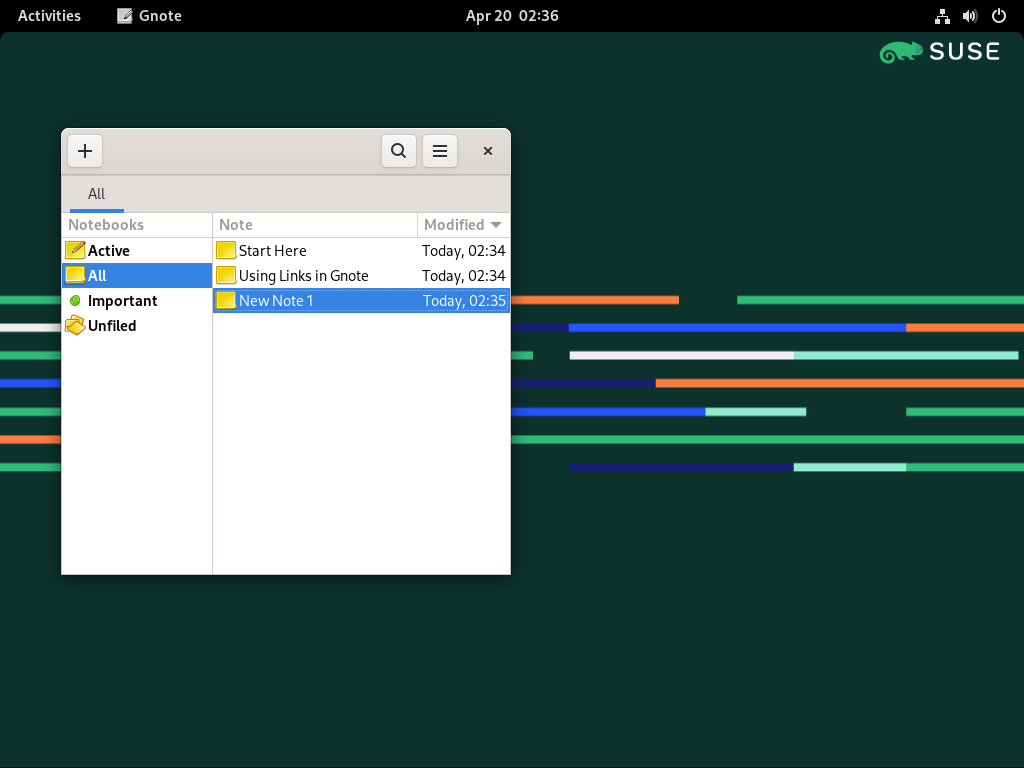 Activities Gnote Apr 20 02:36
SUSE
All
Notebooks Note Modified
Active Start Here Today, 02:34
All Using Links in Gnote Today, 02:34
Important New Note 1 Today, 02:35
Unfiled